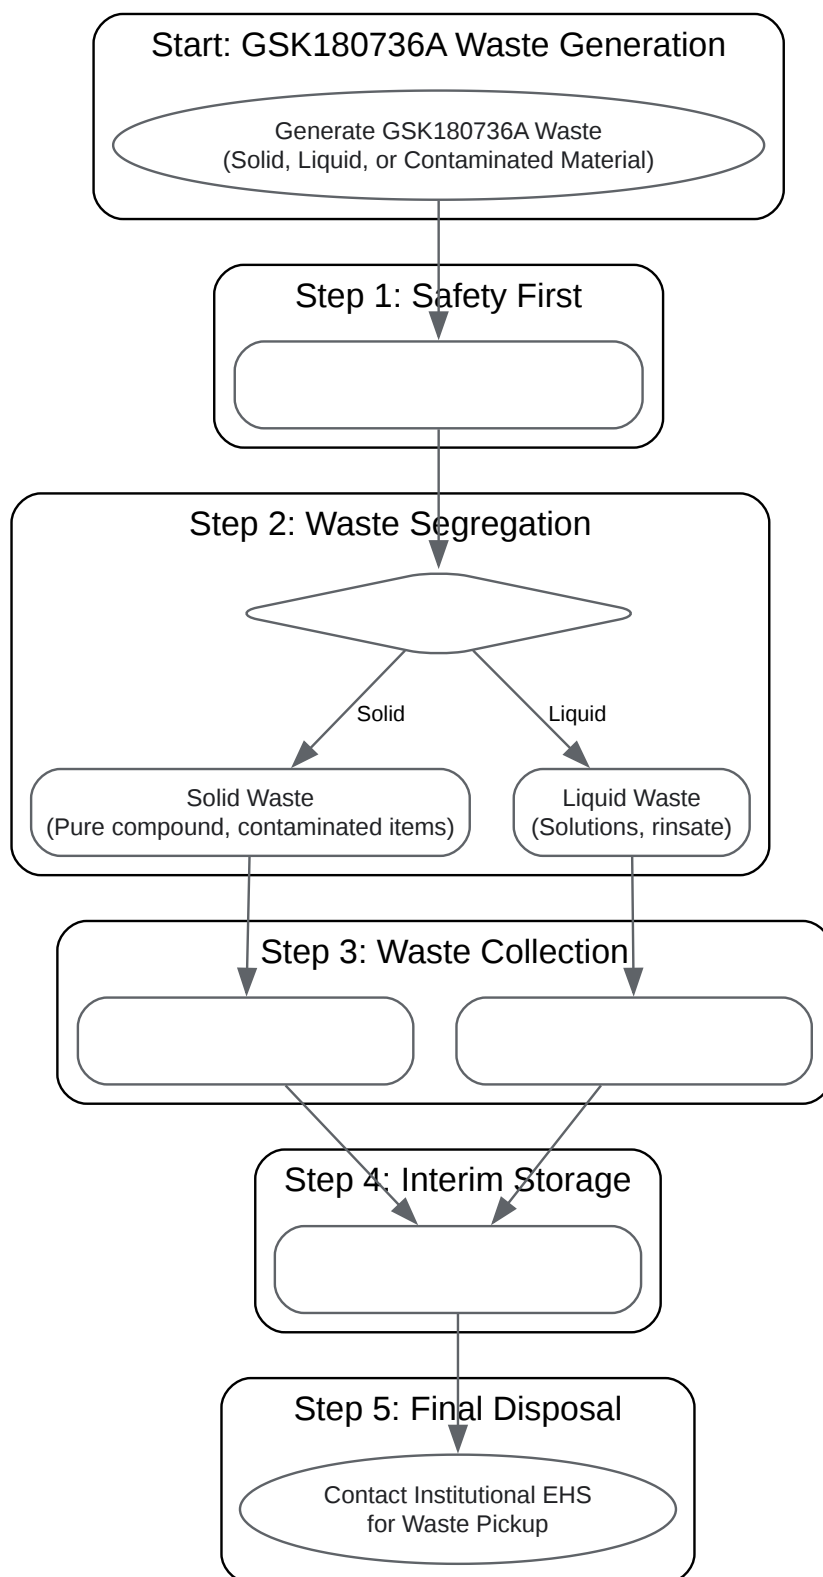 Start: GSK180736A Waste Generation
Generate GSK180736A Waste
(Solid, Liquid, or Contaminated Material)
Step 1: Safety First
Step 2: Waste Segregation
Solid
Liquid
Solid Waste
(Pure compound, contaminated items)
Liquid Waste
(Solutions, rinsate)
Step 3: Waste Collection
Step 4: Interim Storage
Step 5: Final Disposal
Contact Institutional EHS
for Waste Pickup